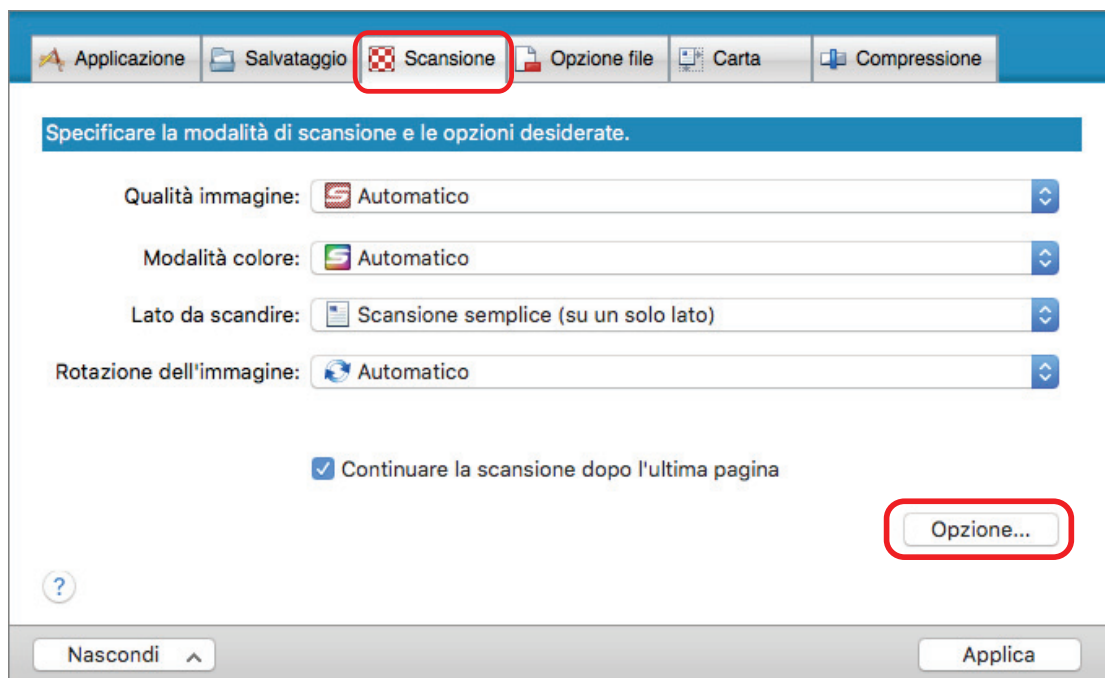 Applicazione Salvataggio Scansione Opzione file Carta Compressione
Specificare la modalità di scansione e le opzioni desiderate.
Qualità immagine: Automatico
Modalità colore: Automatico
Lato da scandire: Scansione semplice (su un solo lato)
Rotazione dell'immagine: Automatico
Continuare la scansione dopo l'ultima pagina
Opzione...
?
Nascondi Applica